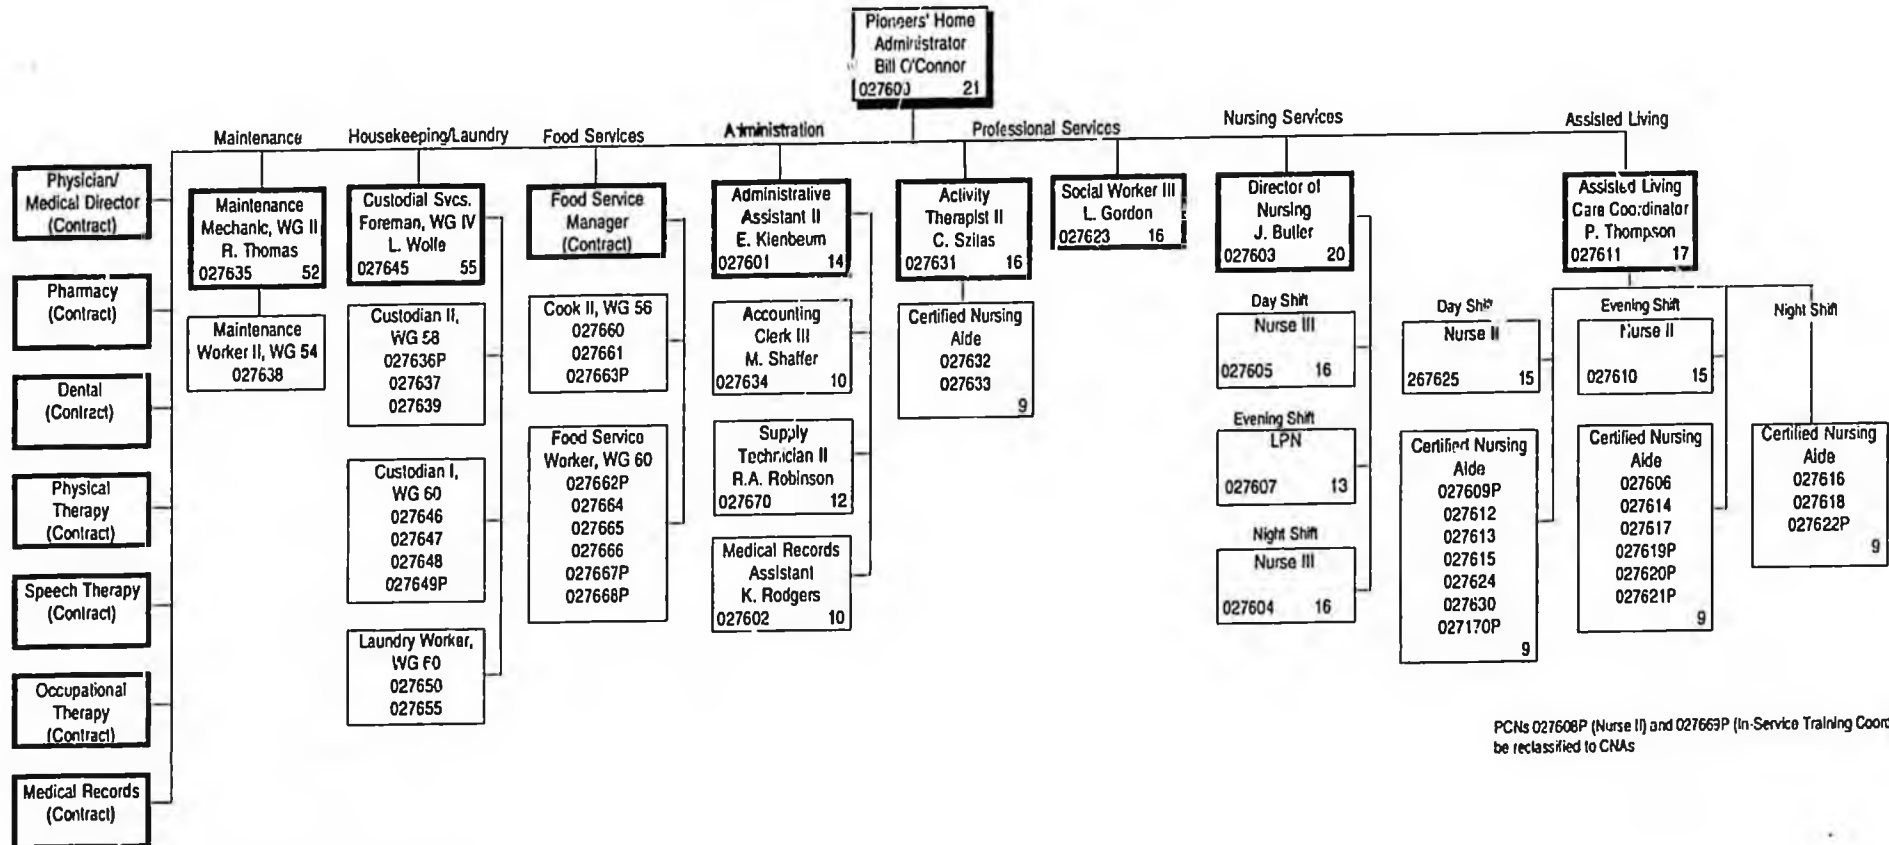 Pioneers' Home
Administrator
Bill O'Connor
027600 21
Maintenance
Housekeeping/Laundry
Food Services
Administration
Professional Services
Nursing Services
Assisted Living
Physician/
Medical Director
(Contract)
Pharmacy
(Contract)
Dental
(Contract)
Physical
Therapy
(Contract)
Speech Therapy
(Contract)
Occupational
Therapy
(Contract)
Medical Records
(Contract)
Maintenance
Mechanic, WG II
R. Thomas
027635 52
Maintenance
Worker II, WG 54
027638
Custodial Svcs.
Foreman, WG IV
L. Wolfe
027645 55
Custodian II,
WG 58
027636P
027637
027639
Custodian I,
WG 60
027646
027647
027648
027649P
Laundry Worker,
WG 60
027650
027655
Food Service
Manager
(Contract)
Cook II, WG 56
027660
027661
027663P
Food Service
Worker, WG 60
027662P
027664
027665
027666
027667P
027668P
Administrative
Assistant II
E. Kienbeum
027601 14
Accounting
Clerk III
M. Shaffer
027634 10
Supply
Technician II
R.A. Robinson
027670 12
Medical Records
Assistant
K. Rodgers
027602 10
Activity
Therapist II
C. Szilas
027631 16
Certified Nursing
Aide
027632
027633
9
Social Worker III
L. Gordon
027623 16
Director of
Nursing
J. Butler
027603 20
Day Shift
Nurse III
027605 16
Evening Shift
LPN
027607 13
Night Shift
Nurse III
027604 16
Assisted Living
Care Coordinator
P. Thompson
027611 17
Day Shift
Nurse II
267625 15
Certified Nursing
Aide
027609P
027612
027613
027615
027624
027630
027170P
9
Evening Shift
Nurse II
027610 15
Certified Nursing
Aide
027606
027614
027617
027619P
027620P
027621P
9
Night Shift
Certified Nursing
Aide
027616
027618
027622P
9
PCNs 027608P (Nurse II) and 027669P (In-Service Training Coord
be reclassified to CNAs